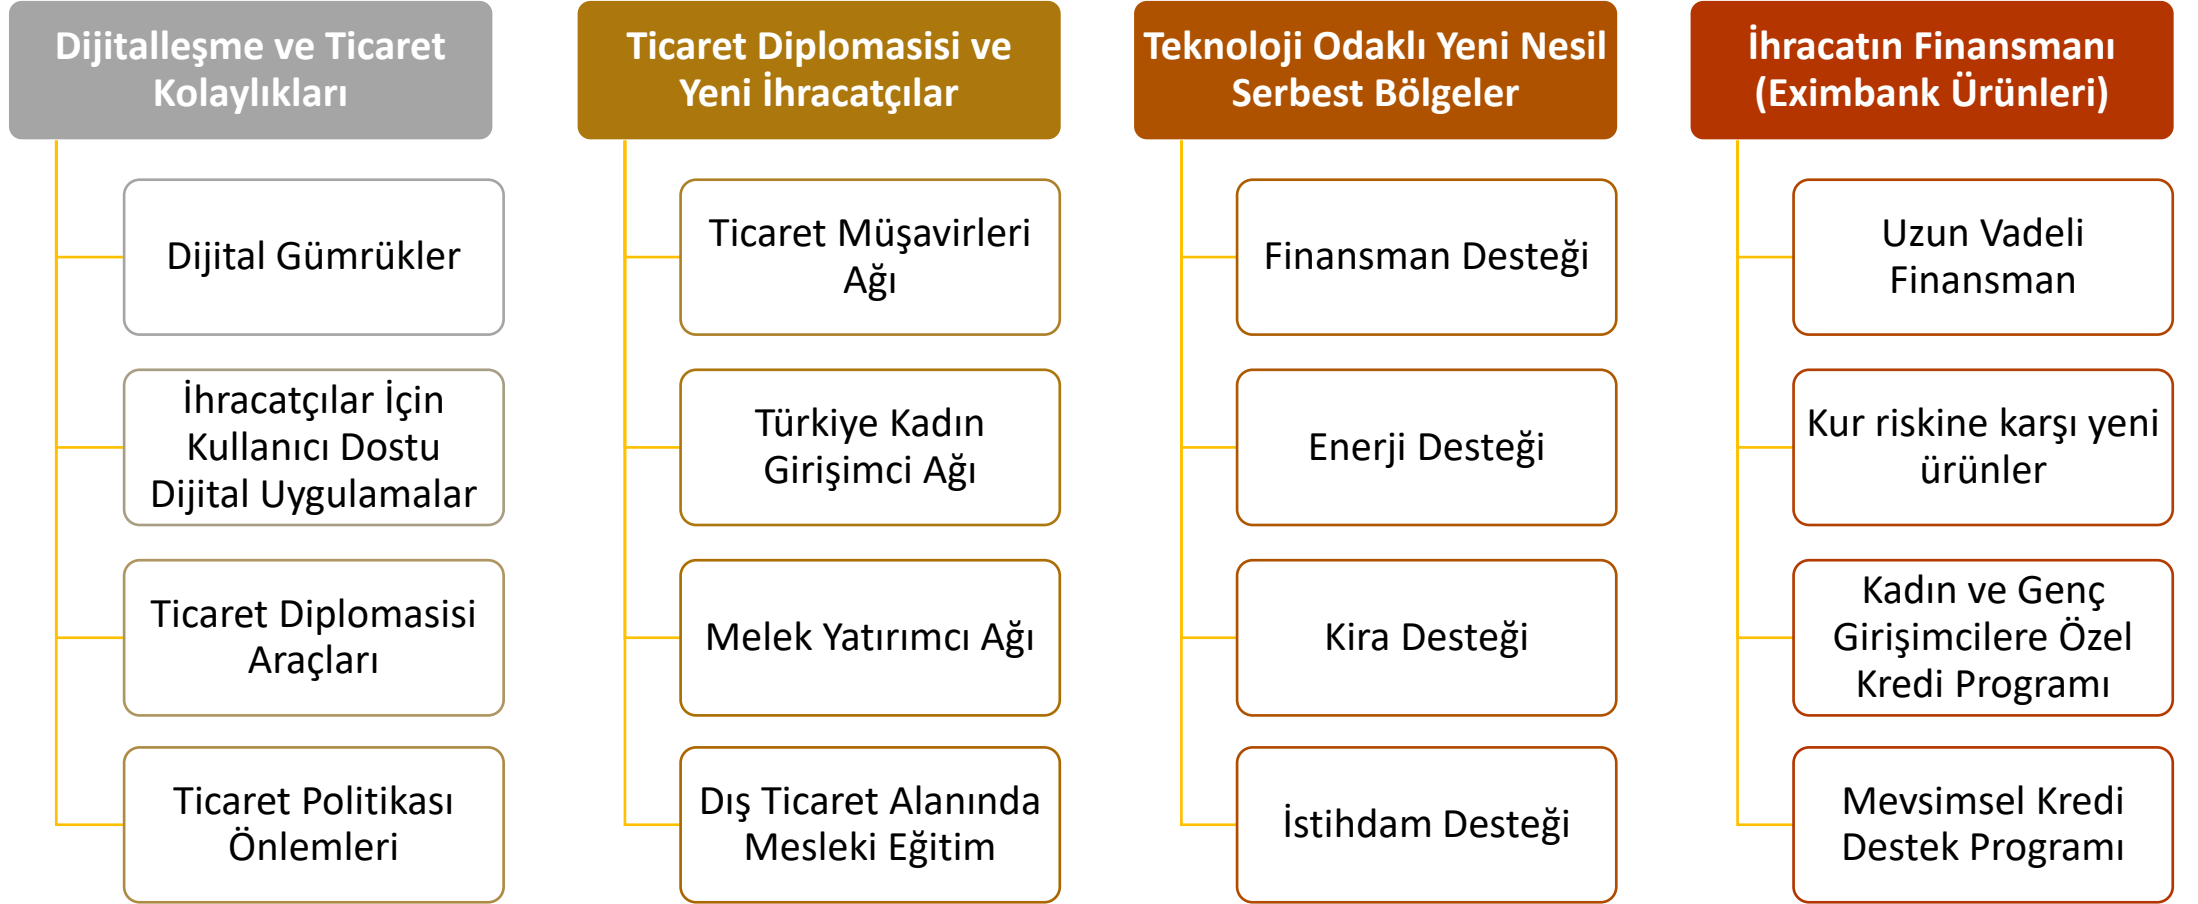 Dijitalleşme ve Ticaret
Kolaylıkları
Dijital Gümrükler
İhracatçılar İçin
Kullanıcı Dostu
Dijital Uygulamalar
Ticaret Diplomasisi
Araçları
Ticaret Politikası
Önlemleri
Ticaret Diplomasisi ve
Yeni İhracatçılar
Ticaret Müşavirleri
Ağı
Türkiye Kadın
Girişimci Ağı
Melek Yatırımcı Ağı
Dış Ticaret Alanında
Mesleki Eğitim
Teknoloji Odaklı Yeni Nesil
Serbest Bölgeler
Finansman Desteği
Enerji Desteği
Kira Desteği
İstihdam Desteği
İhracatın Finansmanı
(Eximbank Ürünleri)
Uzun Vadeli
Finansman
Kur riskine karşı yeni
ürünler
Kadın ve Genç
Girişimcilere Özel
Kredi Programı
Mevsimsel Kredi
Destek Programı